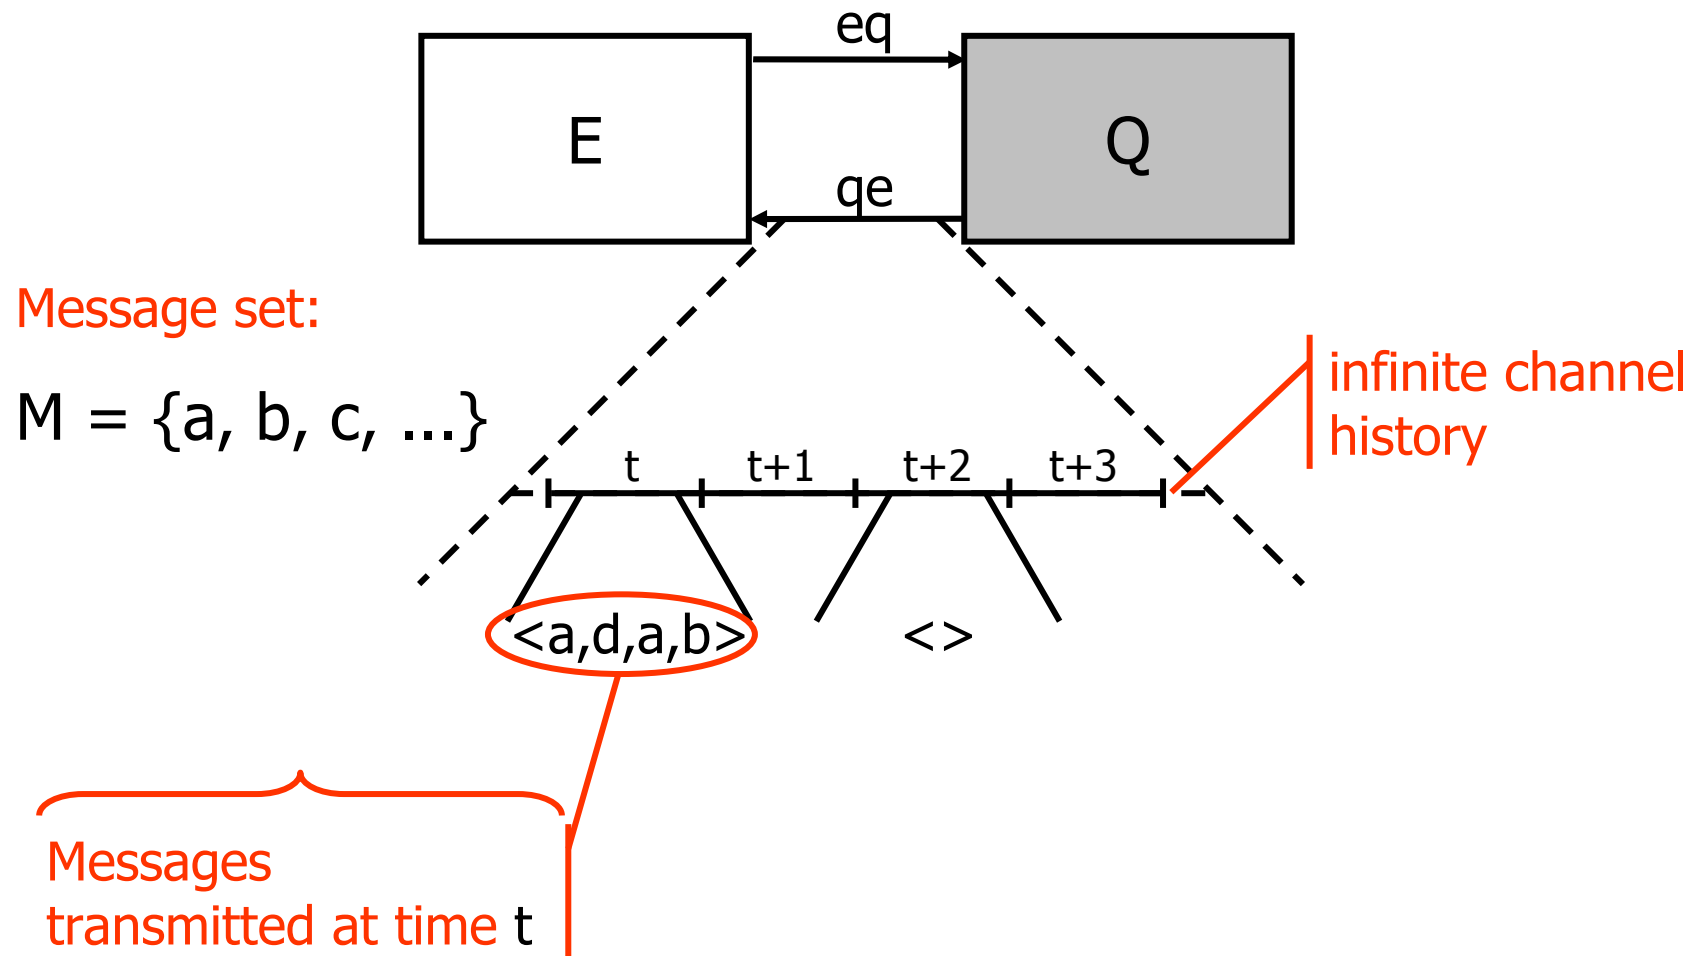 eq
E
Q
qe
Message set:
M = {a, b, c, ...}
infinite channel
history
t
t+1
t+2
t+3
<a,d,a,b>
<>
Messages
transmitted at time t